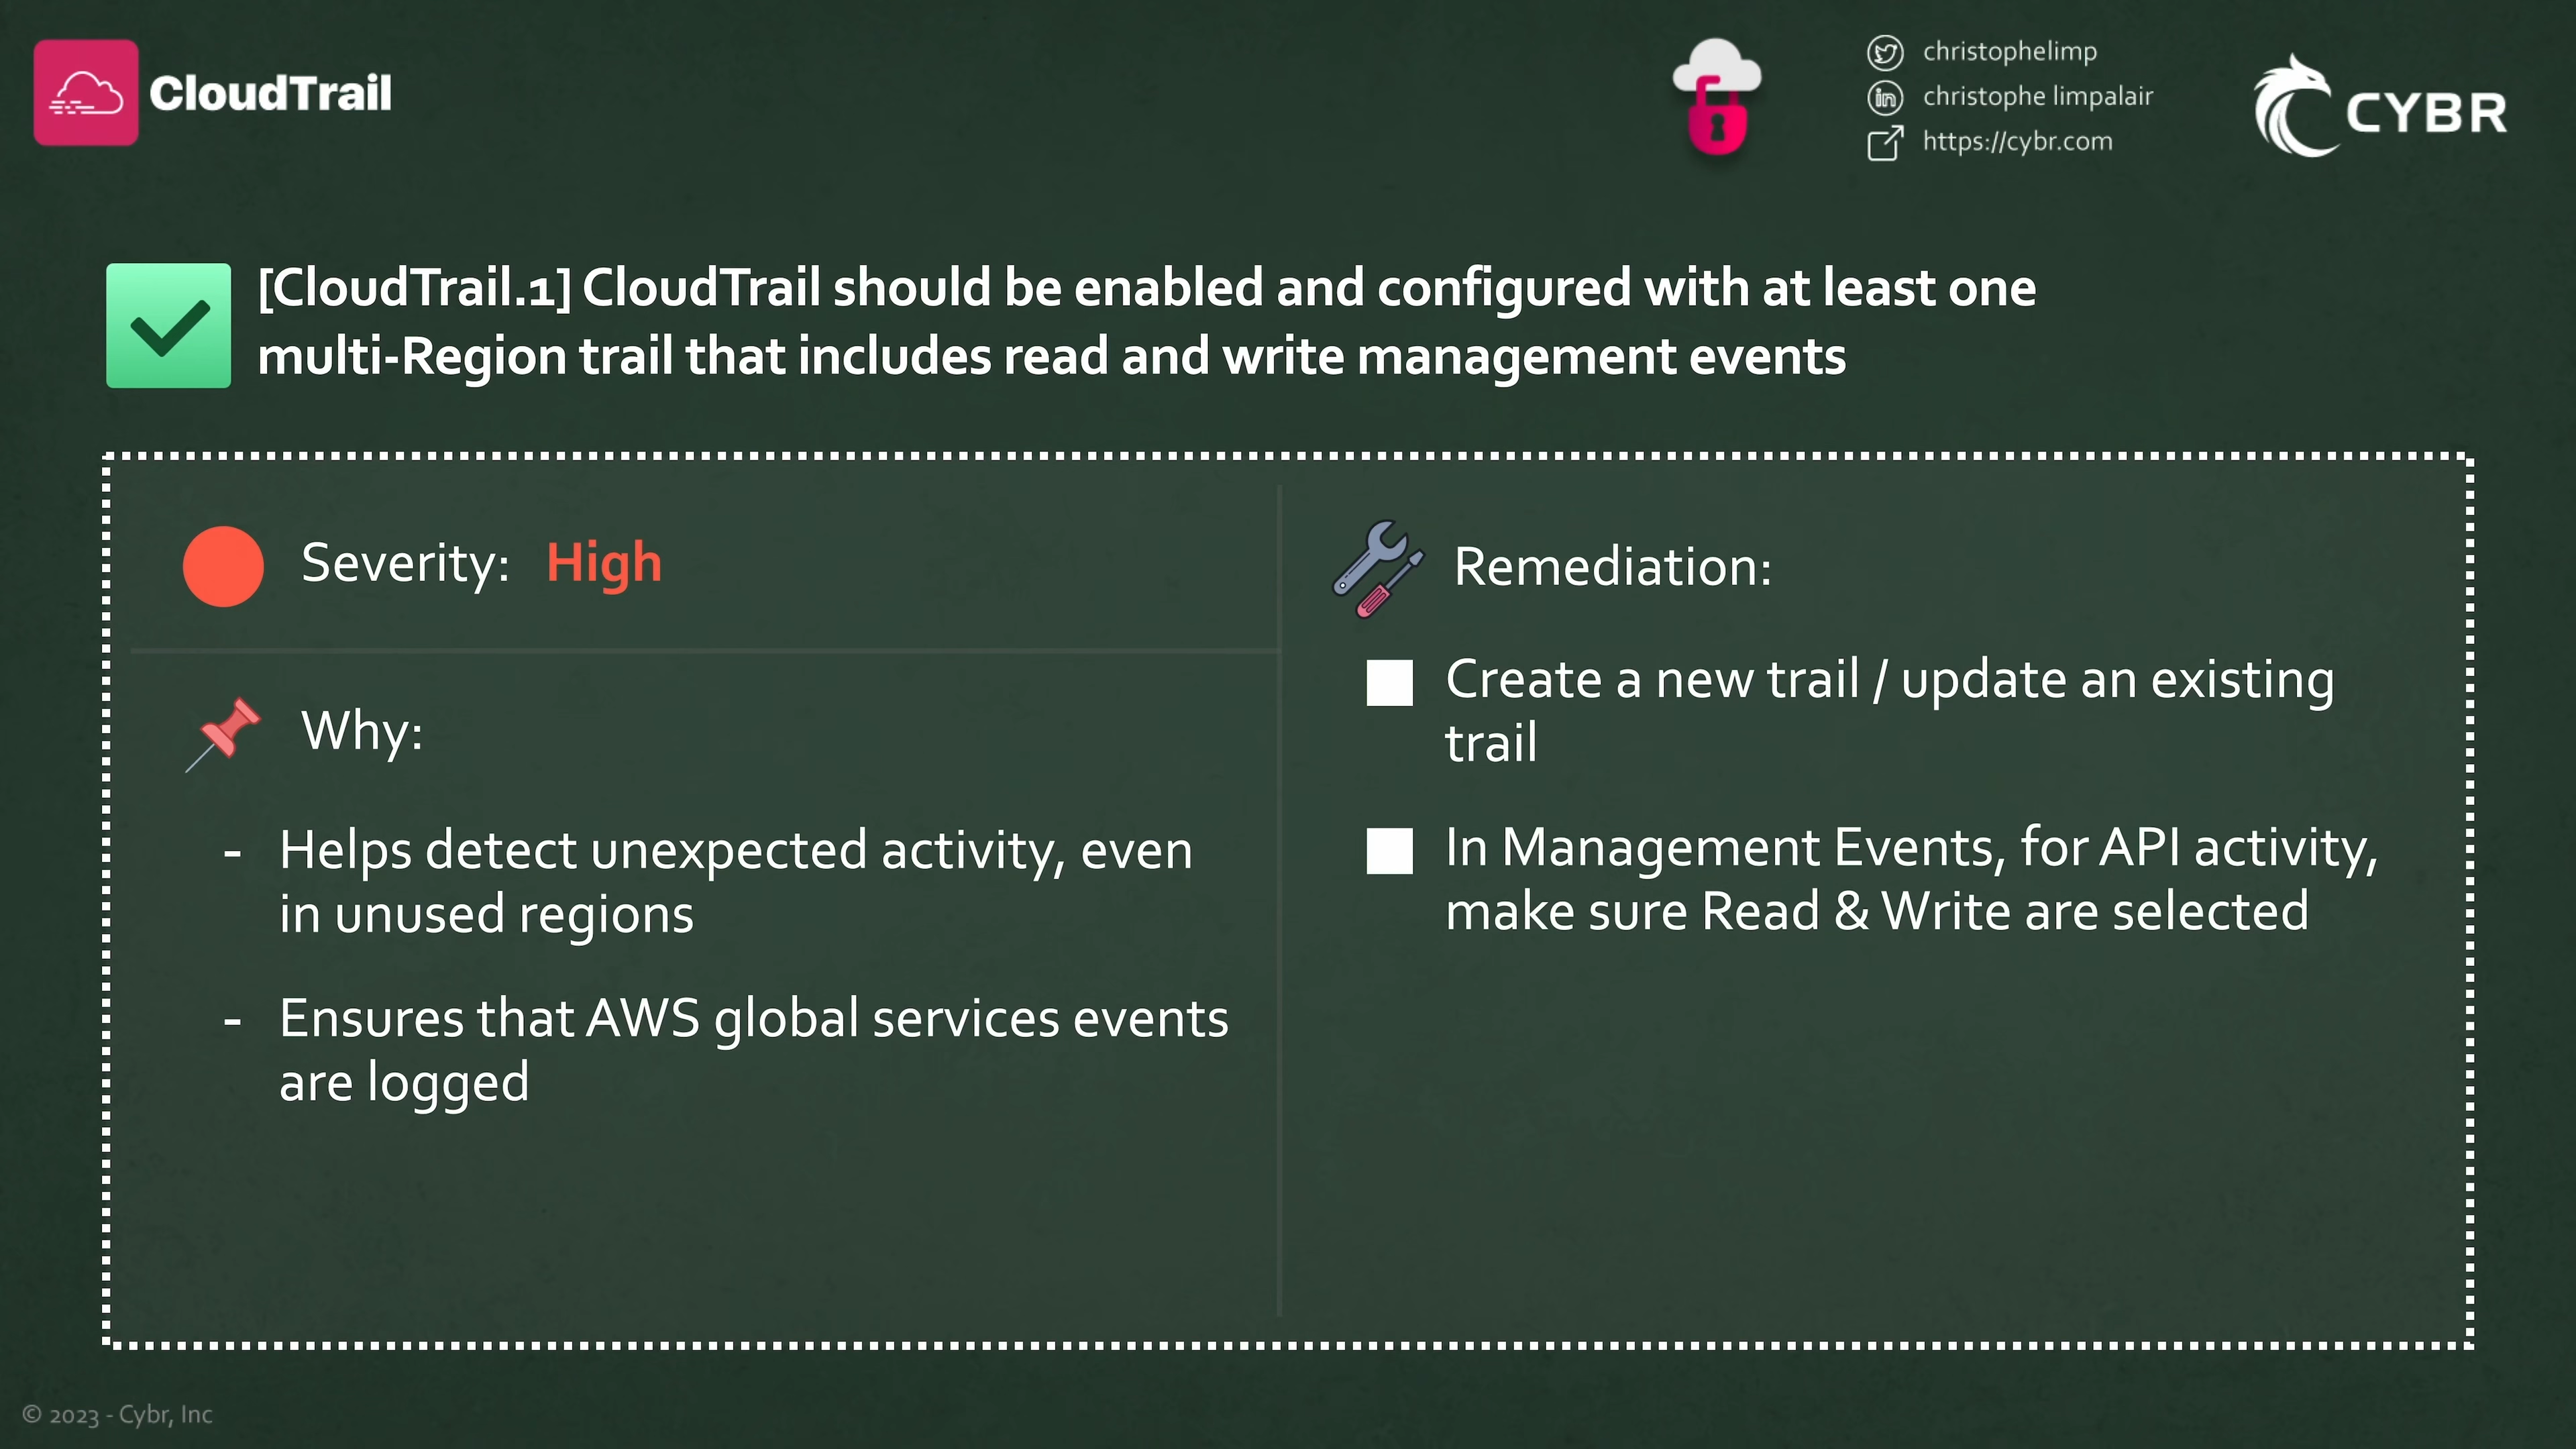 CloudTrail
christophelimp
christophe limpalair
https://cybr.com
CYBR
[CloudTrail.1] CloudTrail should be enabled and configured with at least one
multi-Region trail that includes read and write management events
Severity: High
Why:
- Helps detect unexpected activity, even
in unused regions
- Ensures that AWS global services events
are logged
Remediation:
Create a new trail / update an existing
trail
In Management Events, for API activity,
make sure Read & Write are selected
© 2023 - Cybr, Inc